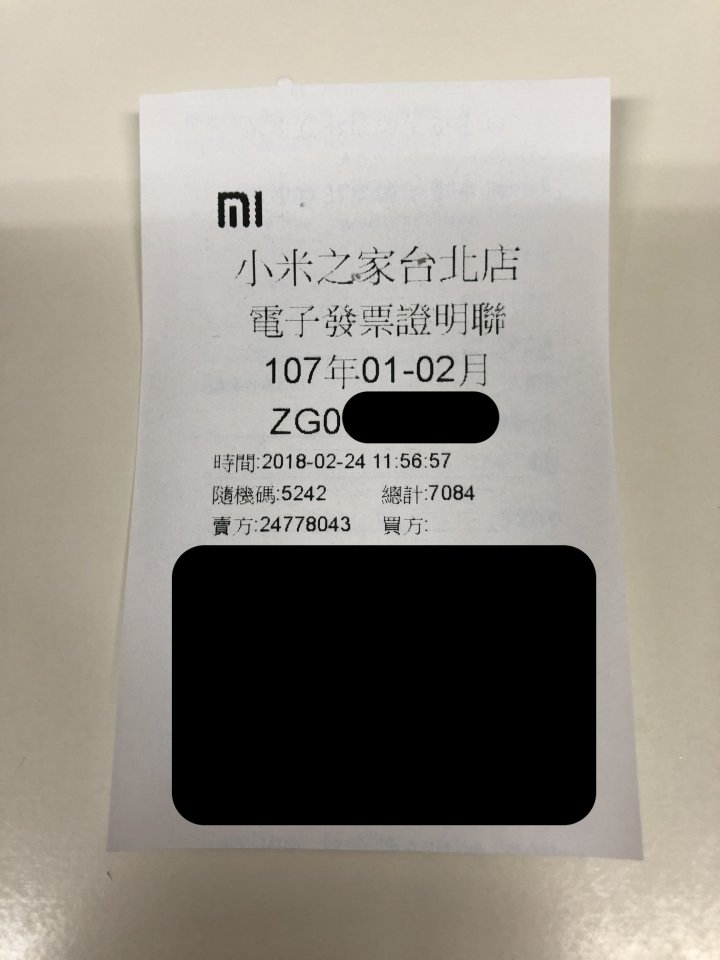 MI
小米之家台北店
電子發票證明聯
107年01-02月
ZG0
時間:2018-02-24 11:56:57
隨機碼:5242 總計:7084
賣方:24778043 買方: